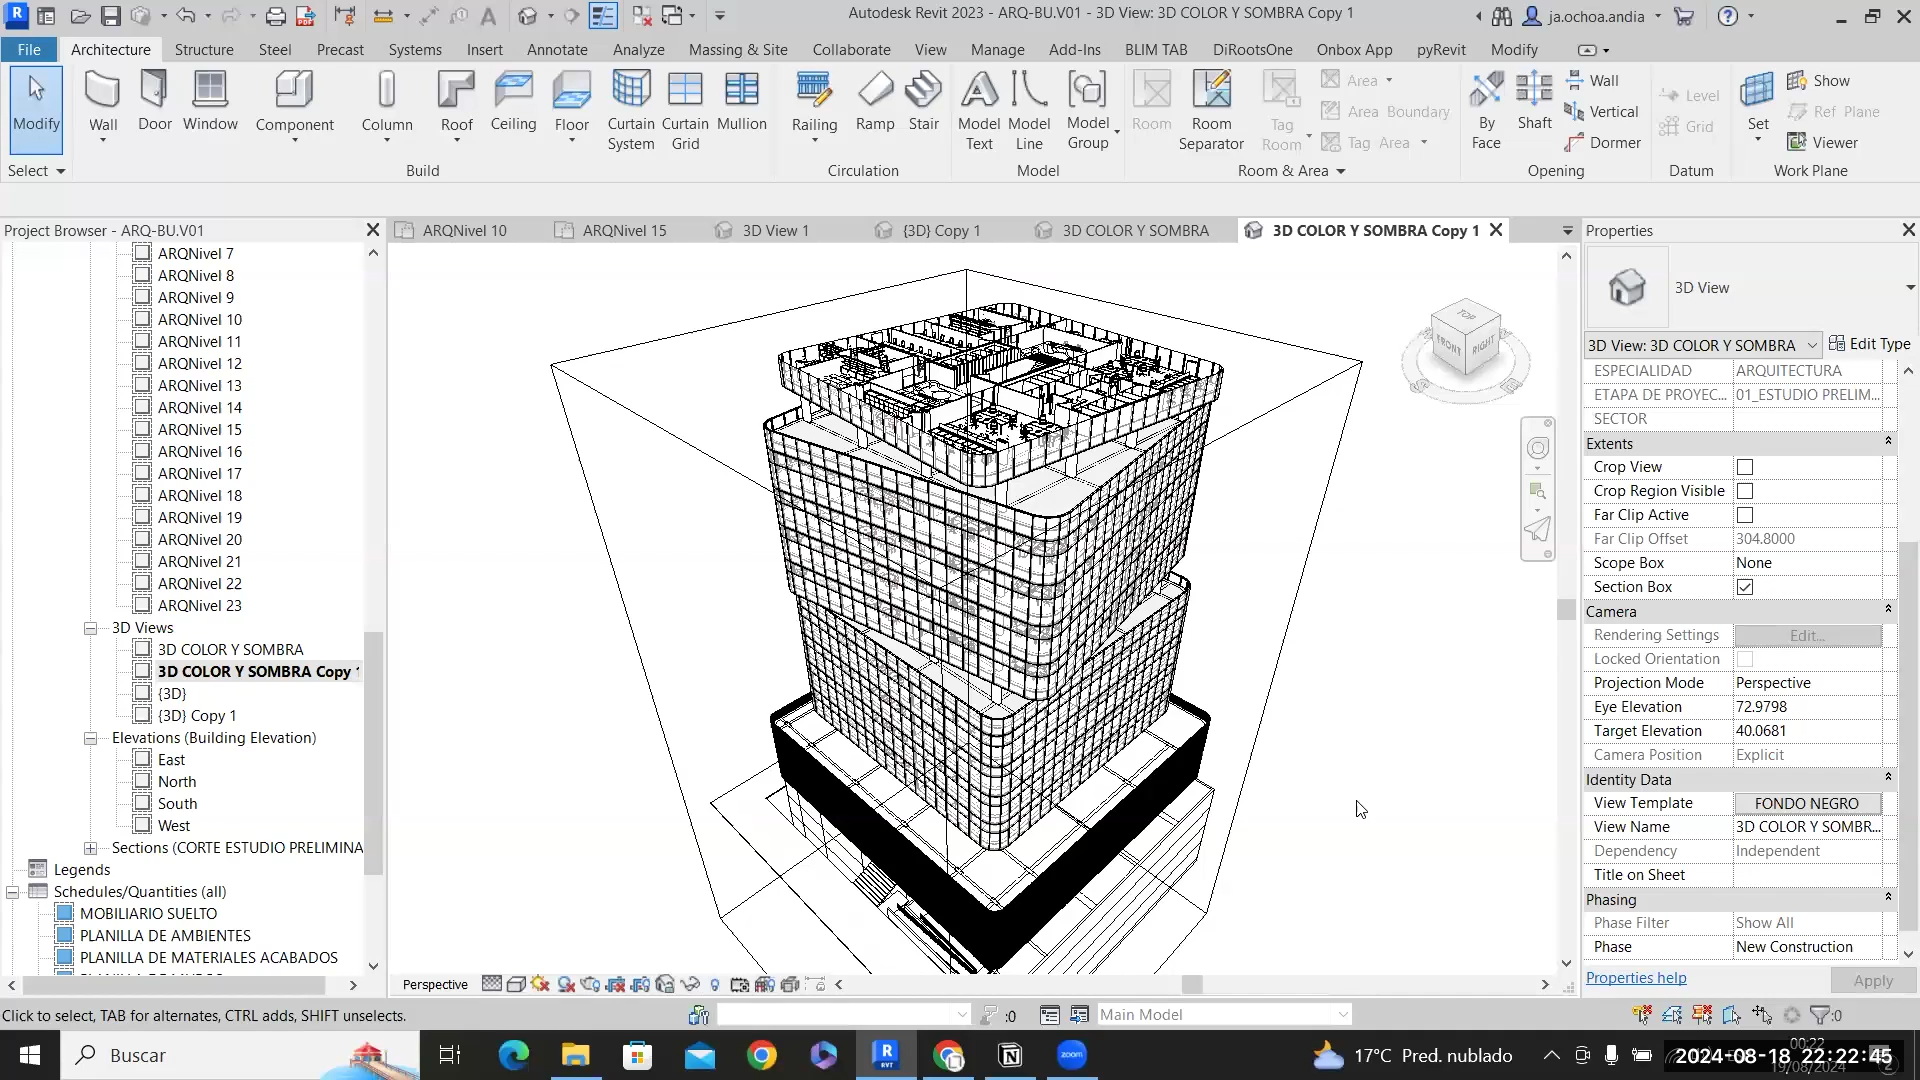 Autodesk Revit 2023 - ARQ-BU.V01 - 3D View: 3D COLOR Y SOMBRA Copy 1
ja.ochoa.andia
File Architecture Structure Steel Precast Systems Insert Annotate Analyze Massing & Site Collaborate View Manage Add-Ins BLIM TAB DiRootsOne Onbox App pyRevit Modify
Modify
Wall
Door
Window
Component
Column
Roof
Ceiling
Floor
Curtain System
Curtain Grid
Mullion
Railing
Ramp
Stair
Model Text
Model Line
Model Group
Room
Room Separator
Tag Room
Area
Area Boundary
Tag Area
By Face
Shaft
Wall
Vertical
Dormer
Level
Grid
Set
Show
Ref Plane
Viewer
Select
Build
Circulation
Model
Room & Area
Opening
Datum
Work Plane
Project Browser - ARQ-BU.V01
ARQNivel 7
ARQNivel 8
ARQNivel 9
ARQNivel 10
ARQNivel 11
ARQNivel 12
ARQNivel 13
ARQNivel 14
ARQNivel 15
ARQNivel 16
ARQNivel 17
ARQNivel 18
ARQNivel 19
ARQNivel 20
ARQNivel 21
ARQNivel 22
ARQNivel 23
3D Views
3D COLOR Y SOMBRA
3D COLOR Y SOMBRA Copy 1
{3D}
{3D} Copy 1
Elevations (Building Elevation)
East
North
South
West
Sections (CORTE ESTUDIO PRELIMINA
Legends
Schedules/Quantities (all)
MOBILIARIO SUELTO
PLANILLA DE AMBIENTES
PLANILLA DE MATERIALES ACABADOS
ARQNivel 10
ARQNivel 15
3D View 1
{3D} Copy 1
3D COLOR Y SOMBRA
3D COLOR Y SOMBRA Copy 1
TOP
FRONT
RIGHT
Perspective
Properties
3D View
3D View: 3D COLOR Y SOMBRA
Edit Type
ESPECIALIDAD ARQUITECTURA
ETAPA DE PROYEC... 01_ESTUDIO PRELIM...
SECTOR
Extents
Crop View
Crop Region Visible
Far Clip Active
Far Clip Offset 304.8000
Scope Box None
Section Box
Camera
Rendering Settings Edit...
Locked Orientation
Projection Mode Perspective
Eye Elevation 72.9798
Target Elevation 40.0681
Camera Position Explicit
Identity Data
View Template FONDO NEGRO
View Name 3D COLOR Y SOMBR...
Dependency Independent
Title on Sheet
Phasing
Phase Filter Show All
Phase New Construction
Properties help
Apply
Click to select, TAB for alternates, CTRL adds, SHIFT unselects.
:0
Main Model
:0
Buscar
zoom
17°C Pred. nublado
00:22
19/08/2024
2024-08-18 22:22:45